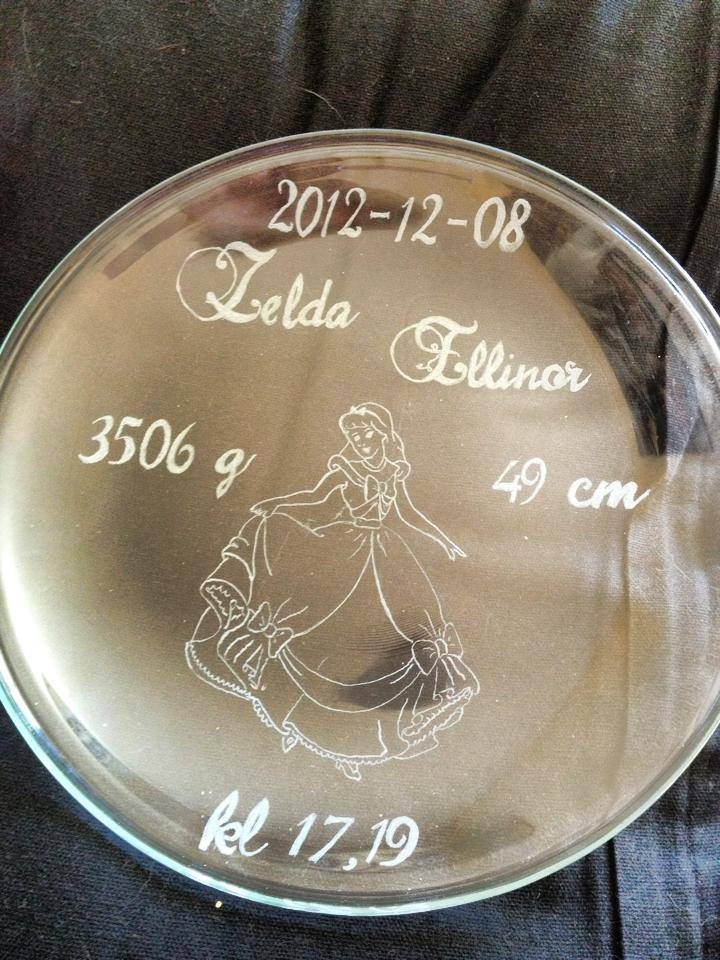 2012-12-08
Zelda Ellinor
3506 g 49 cm
kl 17,19